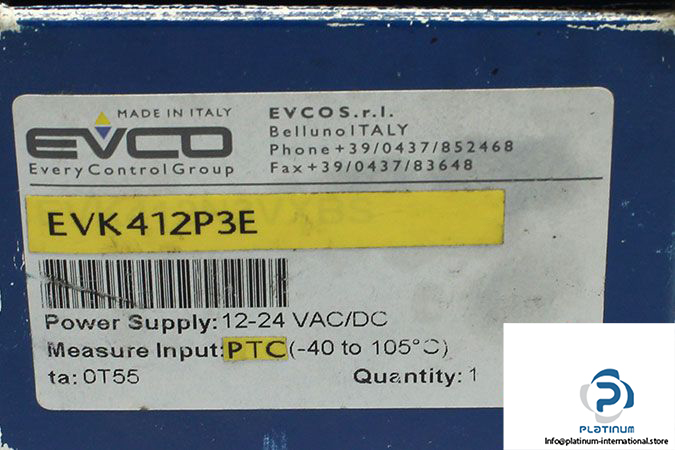 MADE IN ITALY
EVCO
Every Control Group
EVCO S.r.l.
Belluno ITALY
Phone +39/0437/852468
Fax +39/0437/83648
EVK412P3E
Power Supply: 12-24 VAC/DC
Measure Input: PTC (-40 to 105°C)
ta: 0T55 Quantity: 1
PLATINUM
Info@platinum-international.store